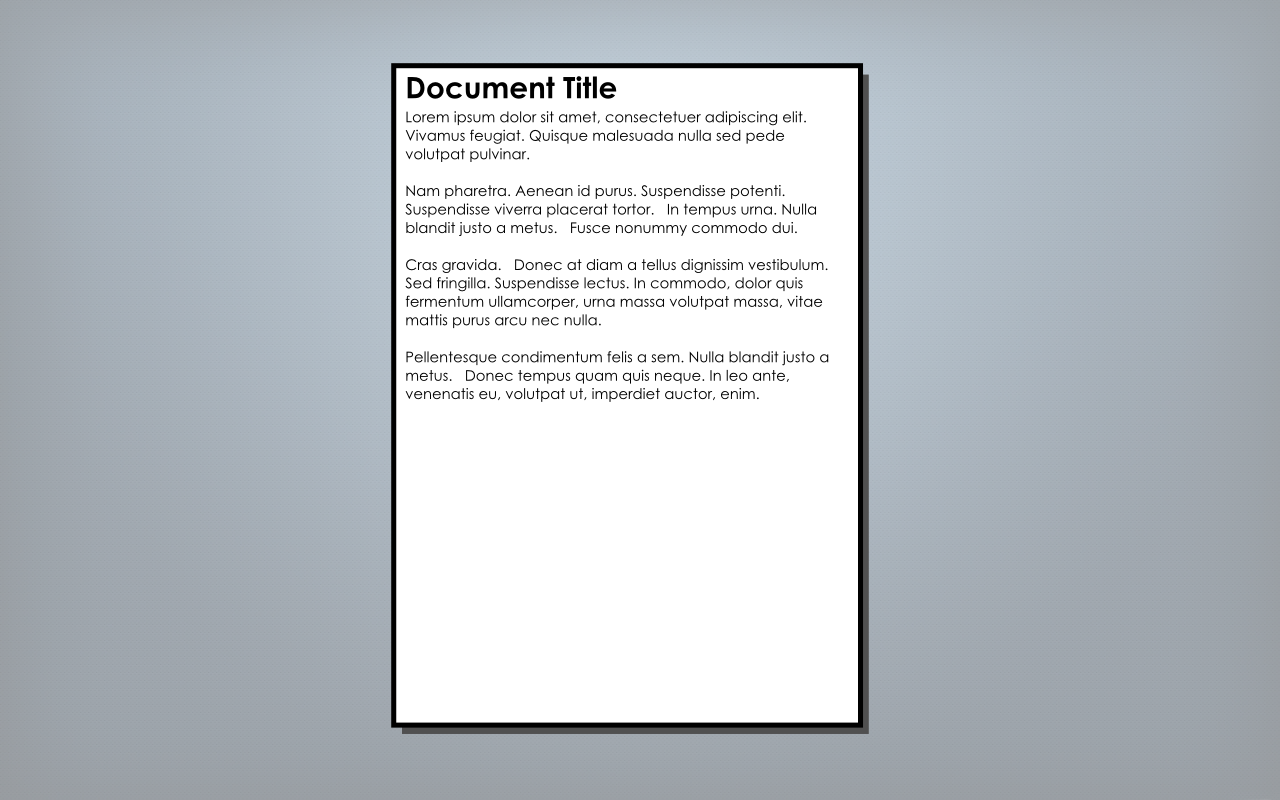 Document Title
Lorem ipsum dolor sit amet, consectetuer adipiscing elit.
Vivamus feugiat. Quisque malesuada nulla sed pede
volutpat pulvinar.
Nam pharetra. Aenean id purus. Suspendisse potenti.
Suspendisse viverra placerat tortor.   In tempus urna. Nulla
blandit justo a metus.   Fusce nonummy commodo dui.
Cras gravida.   Donec at diam a tellus dignissim vestibulum.
Sed fringilla. Suspendisse lectus. In commodo, dolor quis
fermentum ullamcorper, urna massa volutpat massa, vitae
mattis purus arcu nec nulla.
Pellentesque condimentum felis a sem. Nulla blandit justo a
metus.   Donec tempus quam quis neque. In leo ante,
venenatis eu, volutpat ut, imperdiet auctor, enim.